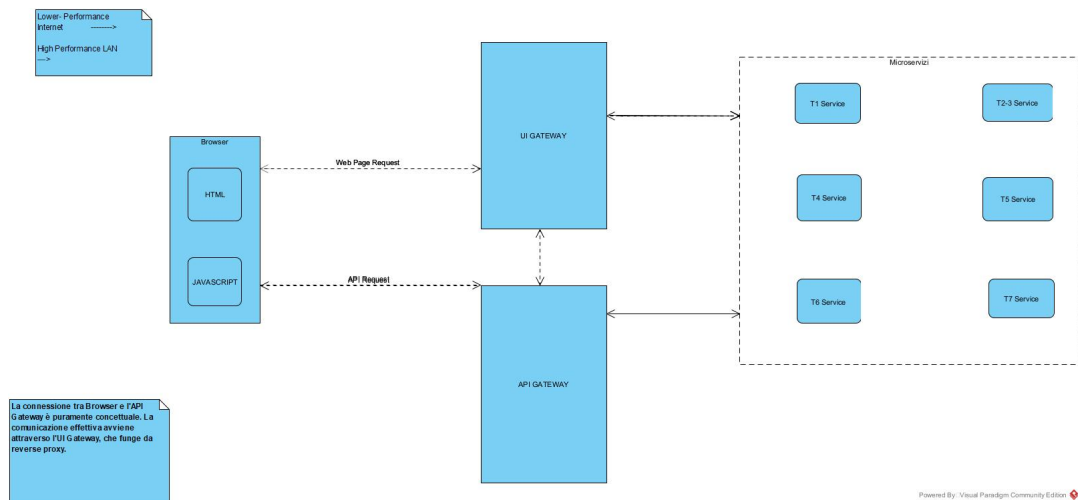 Lower- Performance
Internet -------->
High Performance LAN
--->
Browser
HTML
JAVASCRIPT
Web Page Request
API Request
UI GATEWAY
API GATEWAY
Microservizi
T1 Service
T2-3 Service
T4 Service
T5 Service
T6 Service
T7 Service
La connessione tra Browser e l'API
Gateway è puramente concettuale. La
comunicazione effettiva avviene
attraverso l'UI Gateway, che funge da
reverse proxy.
Powered By: Visual Paradigm Community Edition